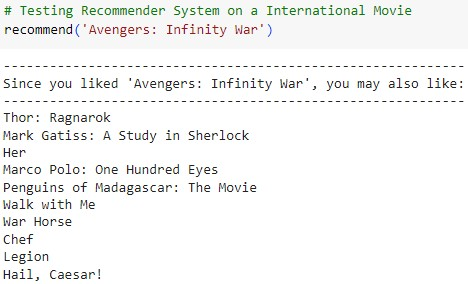 # Testing Recommender System on a International Movie
recommend('Avengers: Infinity War')
----------------------------------------------------------------
Since you liked 'Avengers: Infinity War', you may also like:
----------------------------------------------------------------
Thor: Ragnarok
Mark Gatiss: A Study in Sherlock
Her
Marco Polo: One Hundred Eyes
Penguins of Madagascar: The Movie
Walk with Me
War Horse
Chef
Legion
Hail, Caesar!